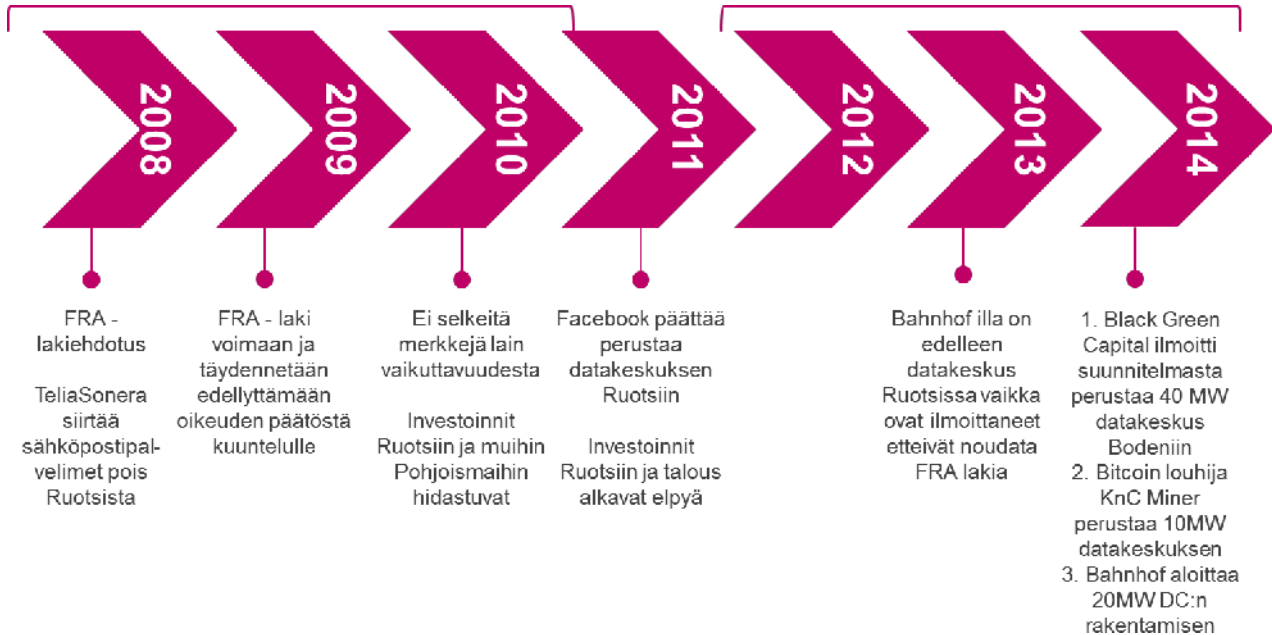 2008
2009
2010
2011
2012
2013
2014
FRA -
lakiehdotus
TeliaSonera
siirtää
sähköpostipal-
velimet pois
Ruotsista
FRA - laki
voimaan ja
täydennetään
edellyttämään
oikeuden päätöstä
kuuntelulle
Ei selkeitä
merkkejä lain
vaikuttavuudesta
Investoinnit
Ruotsiin ja muihin
Pohjoismaihin
hidastuvat
Facebook päättää
perustaa
datakeskuksen
Ruotsiin
Investoinnit
Ruotsiin ja talous
alkavat elpyä
Bahnhof illa on
edelleen
datakeskus
Ruotsissa vaikka
ovat ilmoittaneet
etteivät noudata
FRA lakia
1. Black Green
Capital ilmoitti
suunnitelmasta
perustaa 40 MW
datakeskus
Bodeniin
2. Bitcoin louhija
KnC Miner
perustaa 10MW
datakeskuksen
3. Bahnhof aloittaa
20MW DC:n
rakentamisen